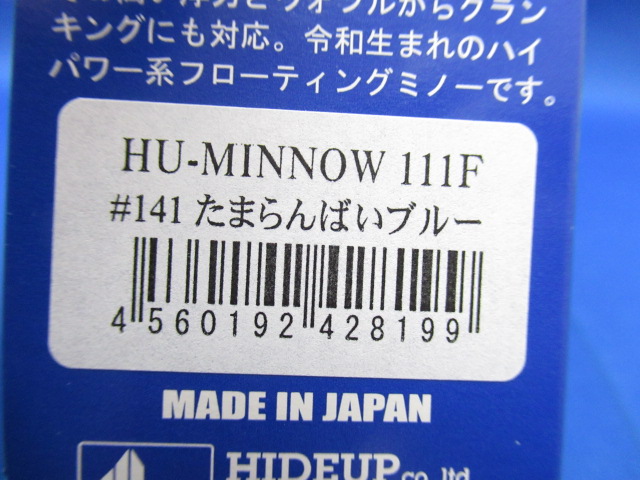 キングにも対応。令和生まれのハイ
パワー系フローティングミノーです。
HU-MINNOW 111F
#141 たまらんばいブルー
4 560192 428199
MADE IN JAPAN
HIDEUP co.,ltd.